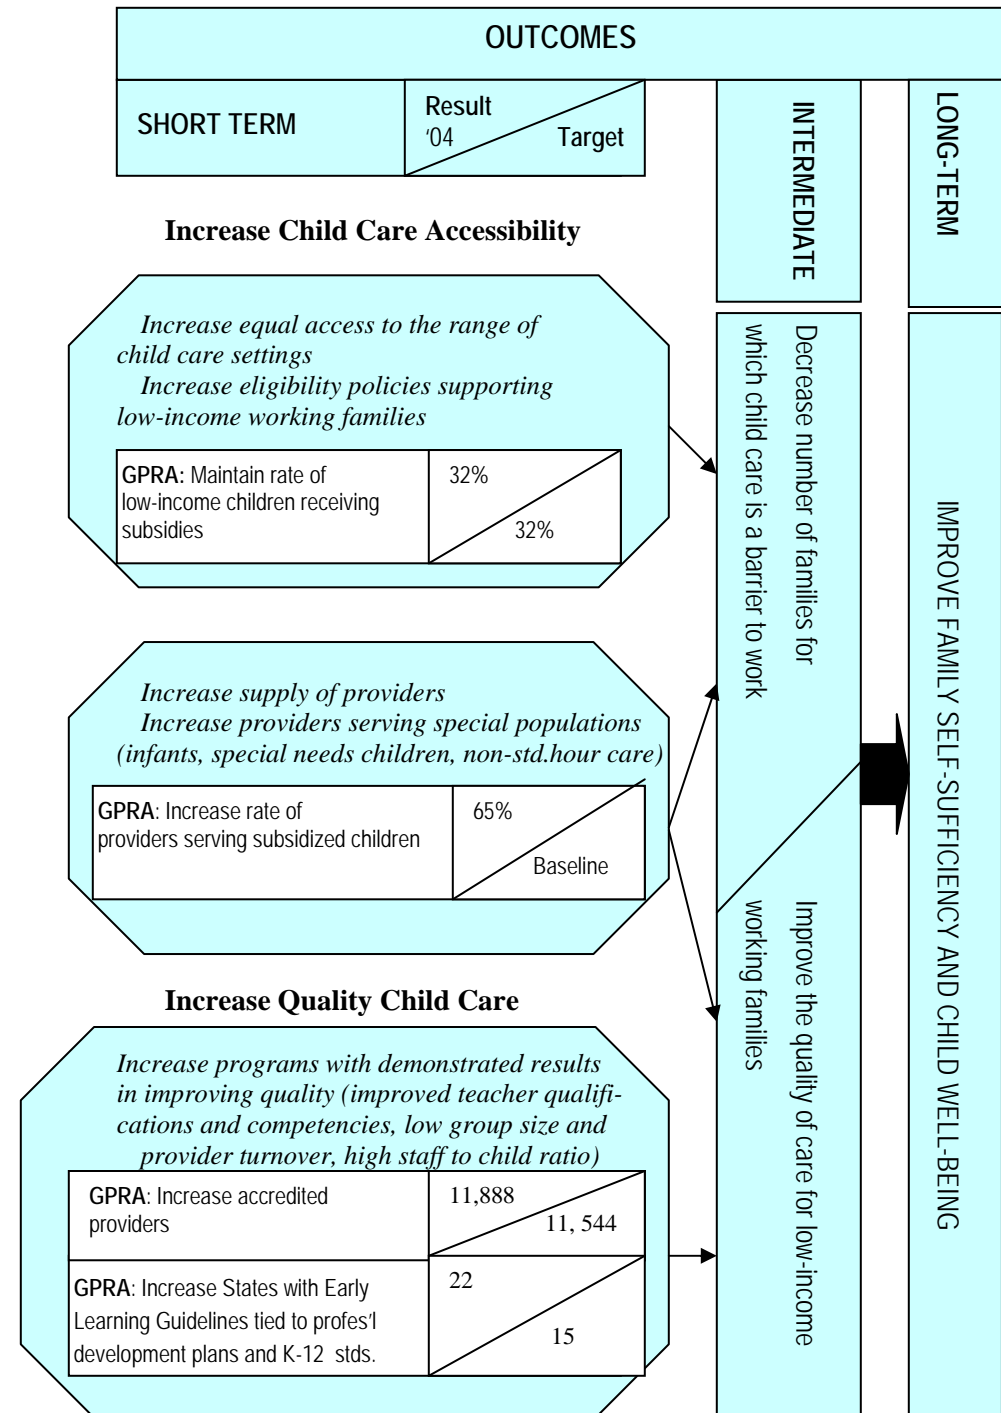 OUTCOMES
SHORT TERM
Result
‘04
Target
INTERMEDIATE
LONG-TERM
Increase Child Care Accessibility
Increase equal access to the range of
child care settings
Increase eligibility policies supporting
low-income working families
GPRA: Maintain rate of
low-income children receiving
subsidies
32%
32%
Decrease number of families for
which child care is a barrier to work
Increase supply of providers
Increase providers serving special populations
(infants, special needs children, non-std.hour care)
GPRA: Increase rate of
providers serving subsidized children
65%
Baseline
IMPROVE FAMILY SELF-SUFFICIENCY AND CHILD WELL-BEING
Increase Quality Child Care
Increase programs with demonstrated results
in improving quality (improved teacher qualifi-
cations and competencies, low group size and
provider turnover, high staff to child ratio)
GPRA: Increase accredited
providers
11,888
11, 544
GPRA: Increase States with Early
Learning Guidelines tied to profes’l
development plans and K-12 stds.
22
15
Improve the quality of care for low-income
working families